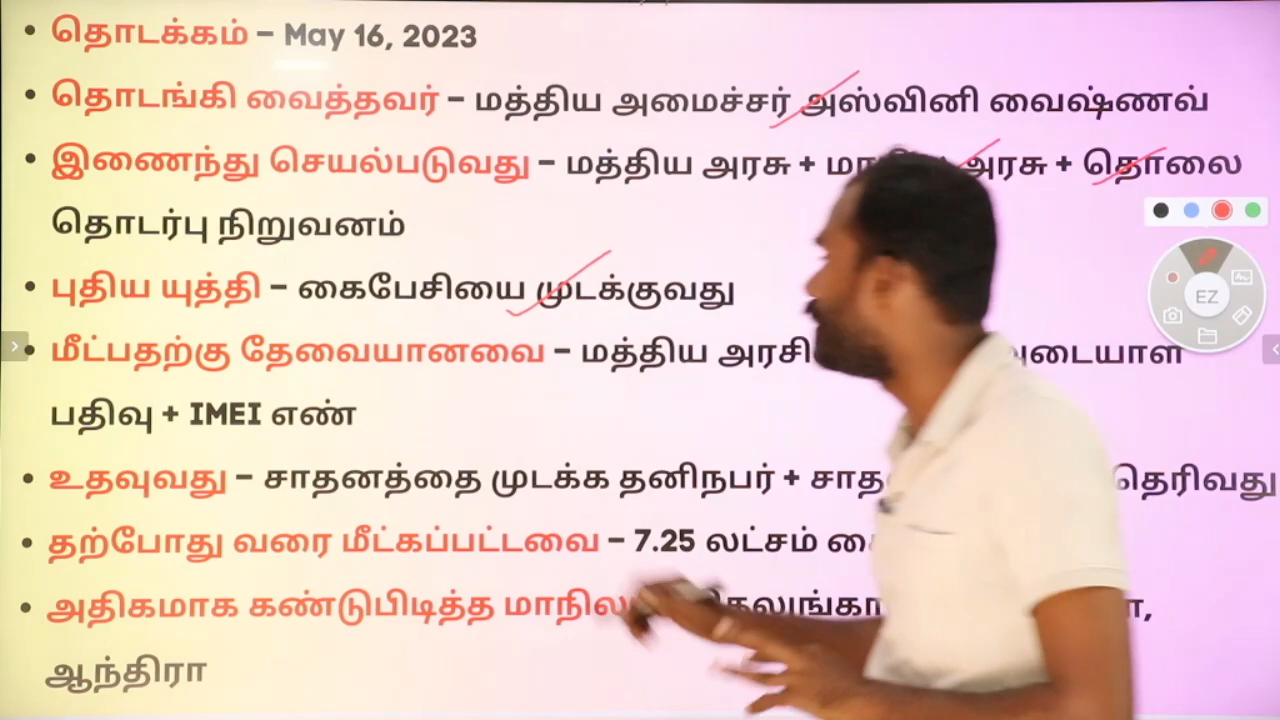 • தொடக்கம் – May 16, 2023
• தொடங்கி வைத்தவர் – மத்திய அமைச்சர் அஸ்வினி வைஷ்ணவ்
• இணைந்து செயல்படுவது – மத்திய அரசு + அரசு + தொலை
தொடர்பு நிறுவனம்
• புதிய யுத்தி – கைபேசியை முடக்குவது
• மீட்பதற்கு தேவையானவை – மத்திய
பதிவு + IMEI எண்
• உதவுவது – சாதனத்தை முடக்க தனிநபர் + தெரிவது
• தற்போது வரை மீட்கப்பட்டவை – 7.25 லட்சம்
• அதிகமாக கண்டுபிடித்த
ஆந்திரா
EZ